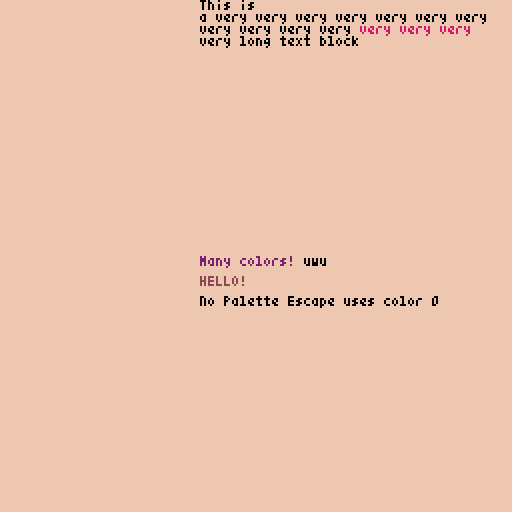 This is
a very very very very very very very
very very very very very very very
very long text block
Many colors! uwu
HELLO!
No Palette Escape uses color 0